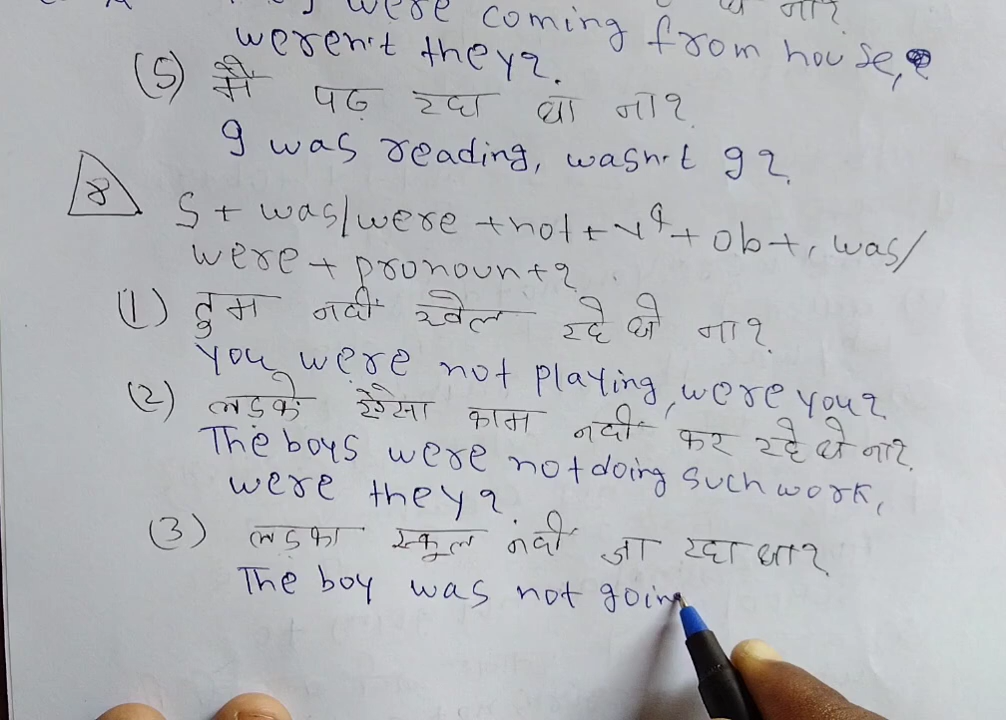 were coming from house,
weren't they?
(5) मैं पढ़ रहा था ना?
I was reading, wasn't I?
8 S + was/were + not + v⁴ + obt, was/
were + pronoun + ?
(1) तुम नहीं खेल रहे थे ना?
you were not playing, were you?
(2) लड़के ऐसा काम नहीं कर रहे थे ना?
The boys were not doing such work,
were they?
(3) लड़का स्कूल नहीं जा रहा था?
The boy was not goin